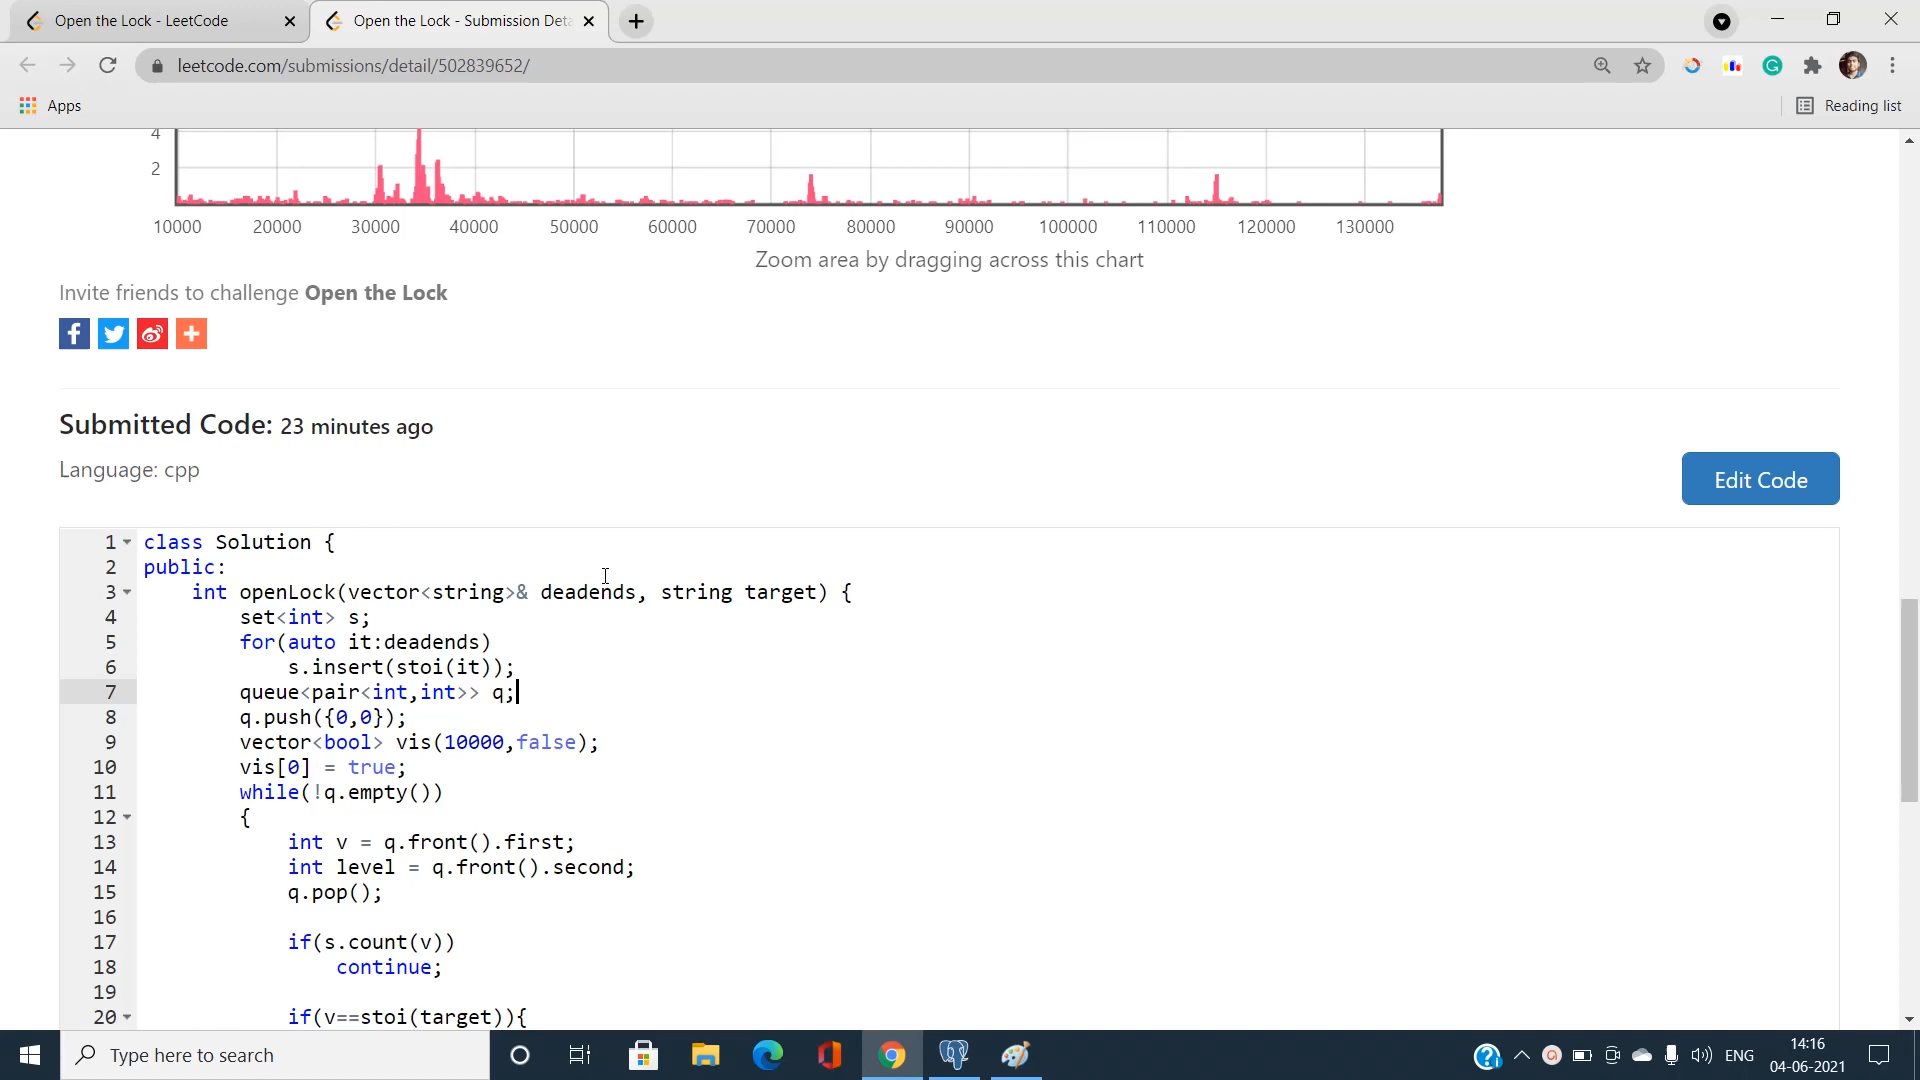 Open the Lock - LeetCode
Open the Lock - Submission Deta
leetcode.com/submissions/detail/502839652/
Apps
Reading list
4
2
10000 20000 30000 40000 50000 60000 70000 80000 90000 100000 110000 120000 130000
Zoom area by dragging across this chart
Invite friends to challenge Open the Lock
Submitted Code: 23 minutes ago
Language: cpp
Edit Code
1 class Solution {
2 public:
3 int openLock(vector<string>& deadends, string target) {
4 set<int> s;
5 for(auto it:deadends)
6 s.insert(stoi(it));
7 queue<pair<int,int>> q;
8 q.push({0,0});
9 vector<bool> vis(10000,false);
10 vis[0] = true;
11 while(!q.empty())
12 {
13 int v = q.front().first;
14 int level = q.front().second;
15 q.pop();
16
17 if(s.count(v))
18 continue;
19
20 if(v==stoi(target)){
Type here to search
ENG
14:16
04-06-2021